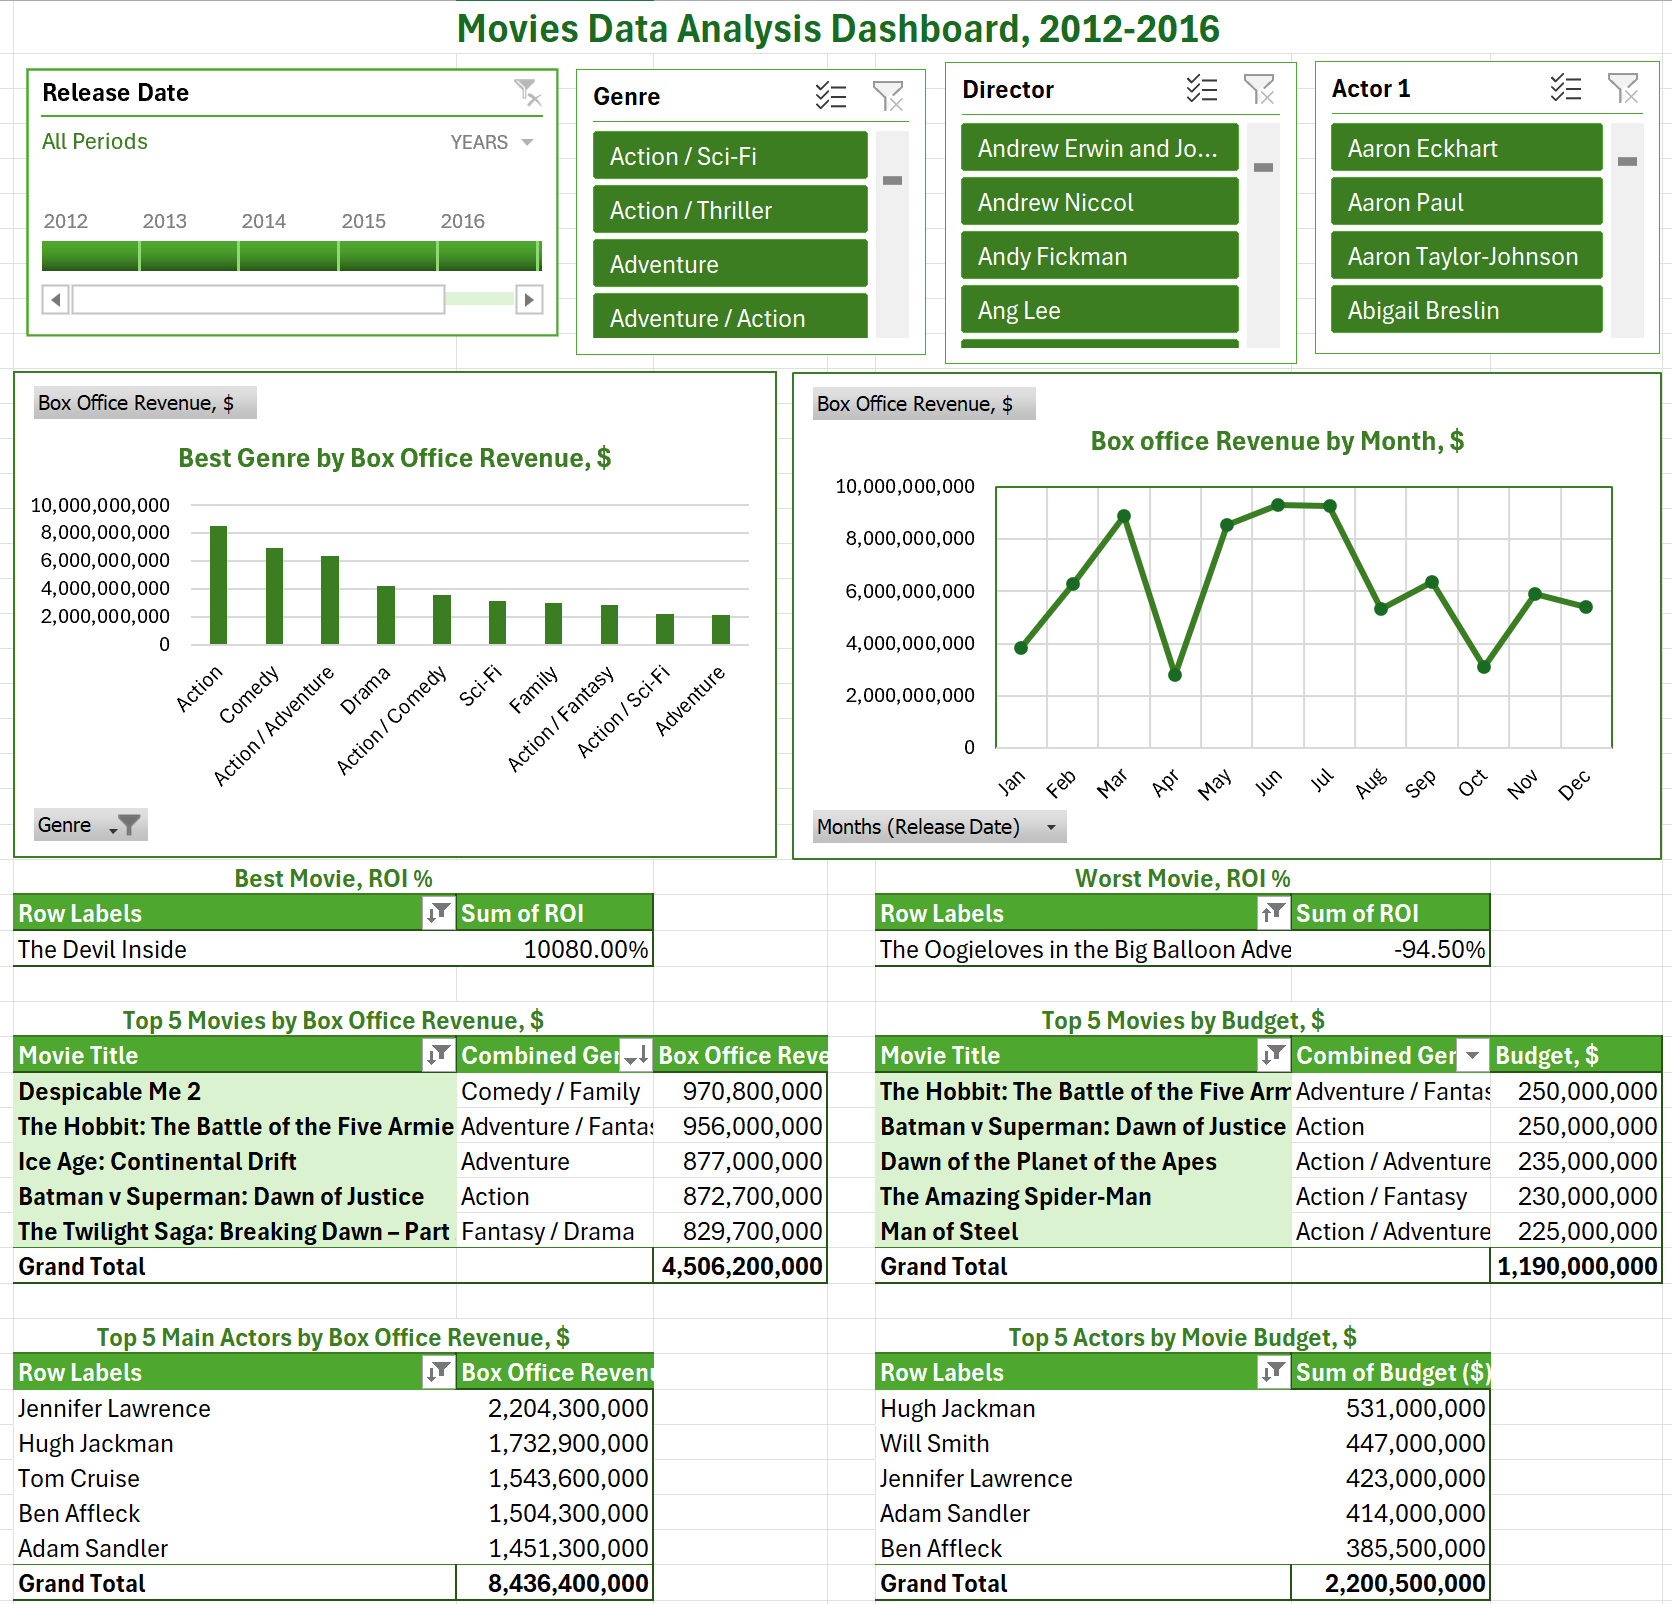 Movies Data Analysis Dashboard, 2012-2016
Release Date
All Periods
YEARS
2012 2013 2014 2015 2016
Genre
Action / Sci-Fi
Action / Thriller
Adventure
Adventure / Action
Director
Andrew Erwin and Jo...
Andrew Niccol
Andy Fickman
Ang Lee
Actor 1
Aaron Eckhart
Aaron Paul
Aaron Taylor-Johnson
Abigail Breslin
Box Office Revenue, $
Best Genre by Box Office Revenue, $
10,000,000,000
8,000,000,000
6,000,000,000
4,000,000,000
2,000,000,000
0
Action
Comedy
Action / Adventure
Drama
Action / Comedy
Sci-Fi
Family
Action / Fantasy
Action / Sci-Fi
Adventure
Genre
Box Office Revenue, $
Box office Revenue by Month, $
10,000,000,000
8,000,000,000
6,000,000,000
4,000,000,000
2,000,000,000
0
Jan
Feb
Mar
Apr
May
Jun
Jul
Aug
Sep
Oct
Nov
Dec
Months (Release Date)
Best Movie, ROI %
Row Labels Sum of ROI
The Devil Inside 10080.00%
Worst Movie, ROI %
Row Labels Sum of ROI
The Oogieloves in the Big Balloon Adve -94.50%
Top 5 Movies by Box Office Revenue, $
Movie Title Combined Ger Box Office Reve
Despicable Me 2 Comedy / Family 970,800,000
The Hobbit: The Battle of the Five Armie Adventure / Fantas 956,000,000
Ice Age: Continental Drift Adventure 877,000,000
Batman v Superman: Dawn of Justice Action 872,700,000
The Twilight Saga: Breaking Dawn – Part Fantasy / Drama 829,700,000
Grand Total 4,506,200,000
Top 5 Movies by Budget, $
Movie Title Combined Ger Budget, $
The Hobbit: The Battle of the Five Arm Adventure / Fantas 250,000,000
Batman v Superman: Dawn of Justice Action 250,000,000
Dawn of the Planet of the Apes Action / Adventure 235,000,000
The Amazing Spider-Man Action / Fantasy 230,000,000
Man of Steel Action / Adventure 225,000,000
Grand Total 1,190,000,000
Top 5 Main Actors by Box Office Revenue, $
Row Labels Box Office Revenu
Jennifer Lawrence 2,204,300,000
Hugh Jackman 1,732,900,000
Tom Cruise 1,543,600,000
Ben Affleck 1,504,300,000
Adam Sandler 1,451,300,000
Grand Total 8,436,400,000
Top 5 Actors by Movie Budget, $
Row Labels Sum of Budget ($)
Hugh Jackman 531,000,000
Will Smith 447,000,000
Jennifer Lawrence 423,000,000
Adam Sandler 414,000,000
Ben Affleck 385,500,000
Grand Total 2,200,500,000